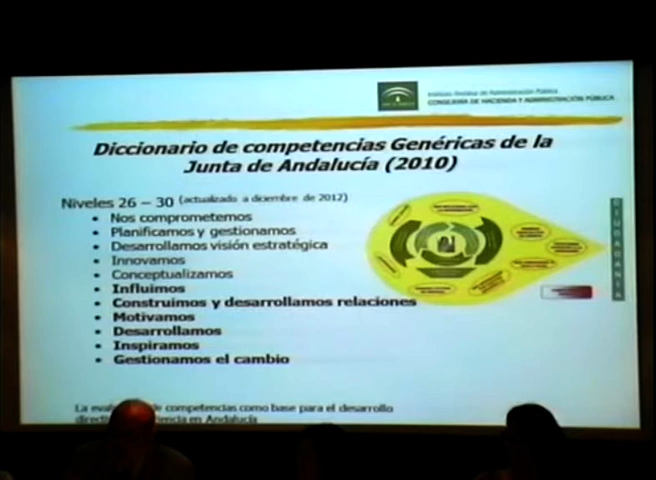 Instituto Andaluz de Administración Pública
CONSEJERÍA DE HACIENDA Y ADMINISTRACIÓN PÚBLICA
Diccionario de competencias Genéricas de la
Junta de Andalucía (2010)
Niveles 26 – 30 (actualizado a diciembre de 2012)
• Nos comprometemos
• Planificamos y gestionamos
• Desarrollamos visión estratégica
• Innovamos
• Conceptualizamos
• Influimos
• Construimos y desarrollamos relaciones
• Motivamos
• Desarrollamos
• Inspiramos
• Gestionamos el cambio
CIUDADANÍA
La de competencias como base para el desarrollo
en Andalucía